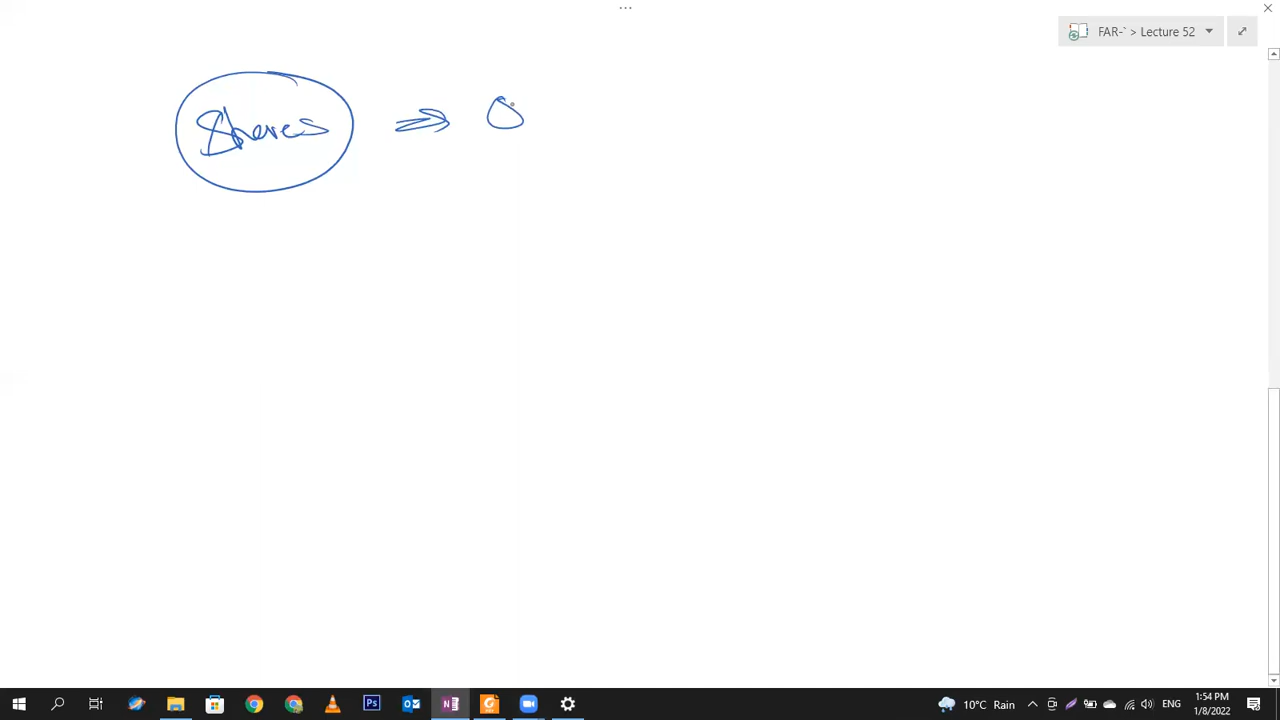 FAR-` > Lecture 52
Shares ⇒ O
10°C Rain
ENG
1:54 PM
1/8/2022